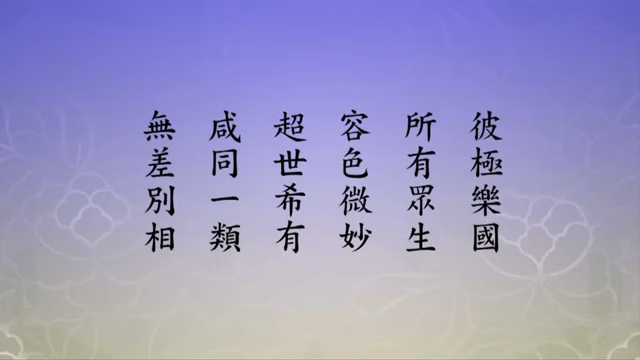 彼極樂國
所有眾生
容色微妙
超世希有
咸同一類
無差別相